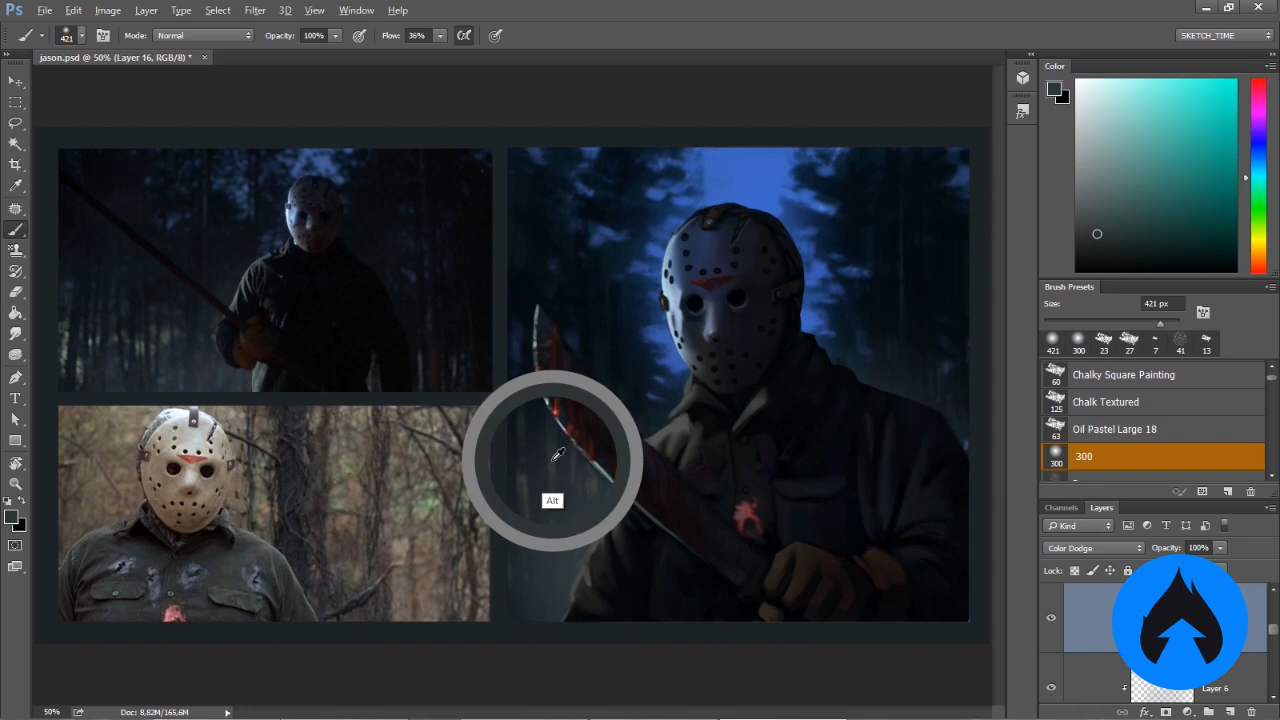 Ps File Edit Image Layer Type Select Filter 3D View Window Help
421 Mode: Normal Opacity: 100% Flow: 36% SKETCH_TIME
jason.psd @ 50% (Layer 16, RGB/8) * ×
Color
Brush Presets
Size: 421 px
421 300 23 27 7 41 13
60 Chalky Square Painting
125 Chalk Textured
63 Oil Pastel Large 18
300 300
Alt
Channels Layers
Kind
Color Dodge Opacity: 100%
Lock:
Layer 6
50% Doc: 8,82M/165,6M
fx